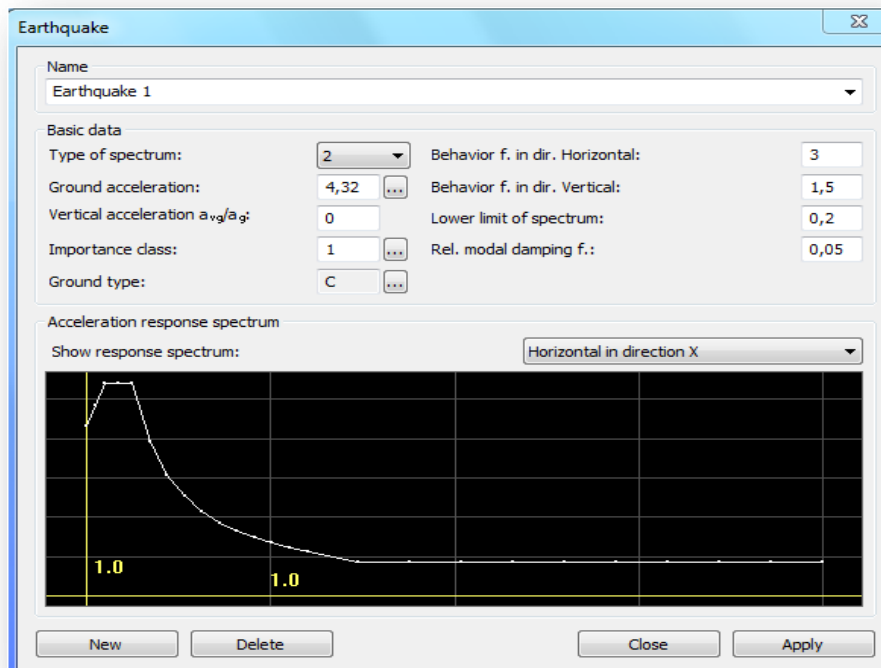 Earthquake
Name
Earthquake 1
Basic data
Type of spectrum: 2 Behavior f. in dir. Horizontal: 3
Ground acceleration: 4,32 ... Behavior f. in dir. Vertical: 1,5
Vertical acceleration avg/ag: 0 Lower limit of spectrum: 0,2
Importance class: 1 ... Rel. modal damping f.: 0,05
Ground type: C ...
Acceleration response spectrum
Show response spectrum: Horizontal in direction X
1.0
1.0
New Delete Close Apply